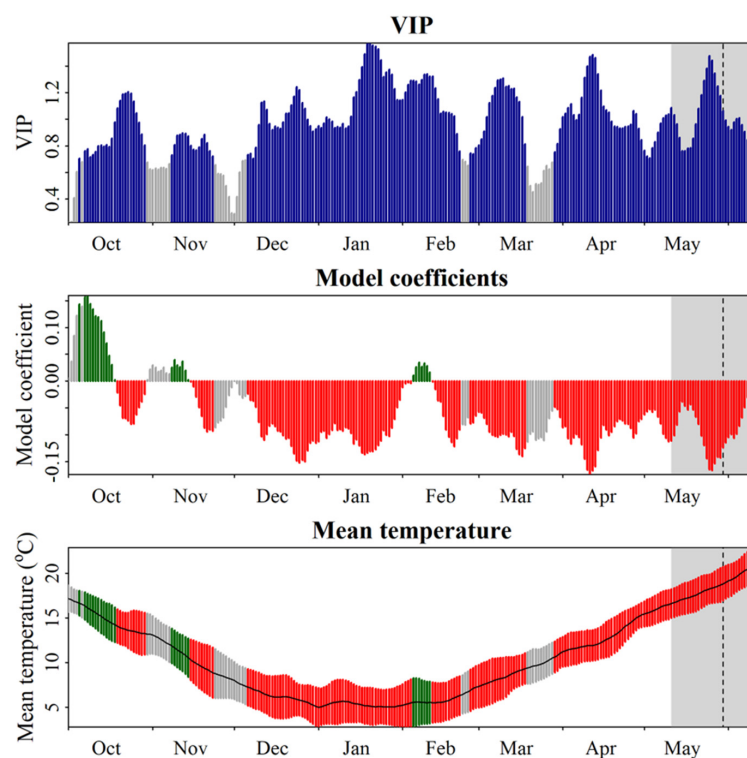 VIP
VIP
1.2
0.8
0.4
Oct Nov Dec Jan Feb Mar Apr May
Model coefficients
Model coefficient
0.10
0.00
-0.15
Oct Nov Dec Jan Feb Mar Apr May
Mean temperature
Mean temperature (°C)
20
15
10
5
Oct Nov Dec Jan Feb Mar Apr May